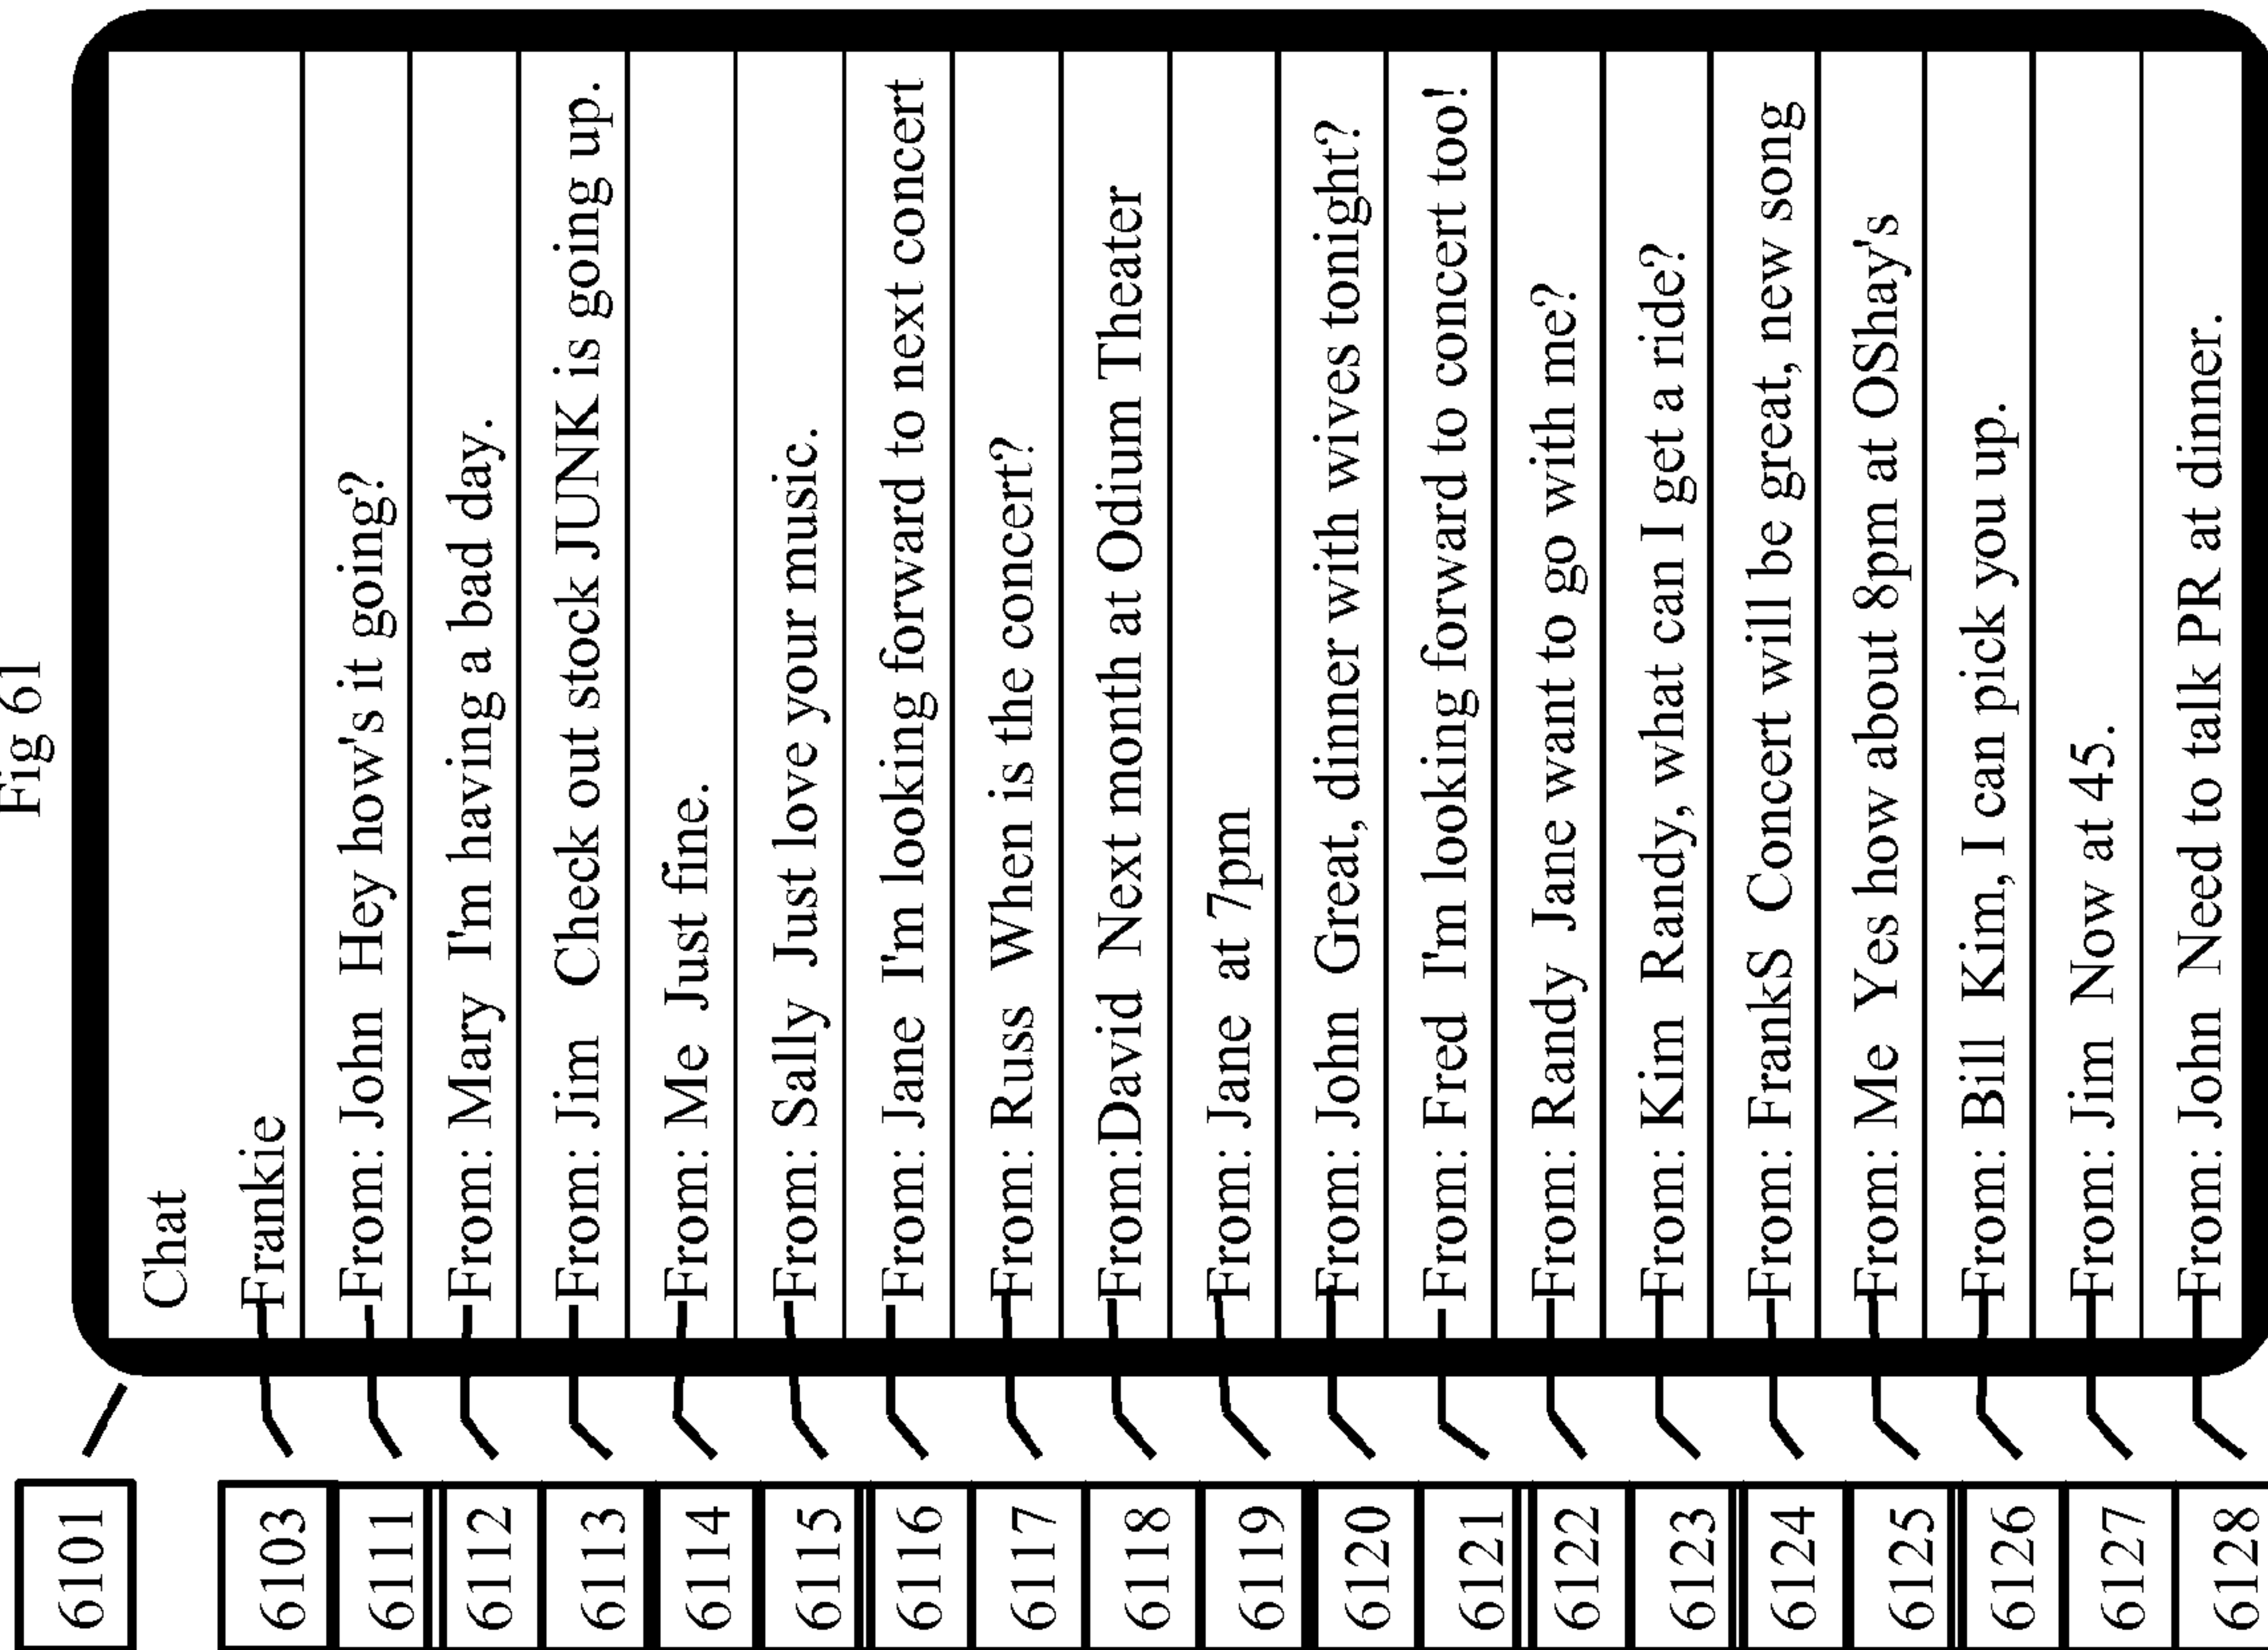 Fig 61
6101
Chat
6103 Frankie
6111 From: John Hey how's it going?
6112 From: Mary I'm having a bad day.
6113 From: Jim Check out stock JUNK is going up.
6114 From: Me Just fine.
6115 From: Sally Just love your music.
6116 From: Jane I'm looking forward to next concert
6117 From: Russ When is the concert?
6118 From:David Next month at Odium Theater
6119 From: Jane at 7pm
6120 From: John Great, dinner with wives tonight?
6121 From: Fred I'm looking forward to concert too!
6122 From: Randy Jane want to go with me?
6123 From: Kim Randy, what can I get a ride?
6124 From: FrankS Concert will be great, new song
6125 From: Me Yes how about 8pm at OShay's
6126 From: Bill Kim, I can pick you up.
6127 From: Jim Now at 45.
6128 From: John Need to talk PR at dinner.